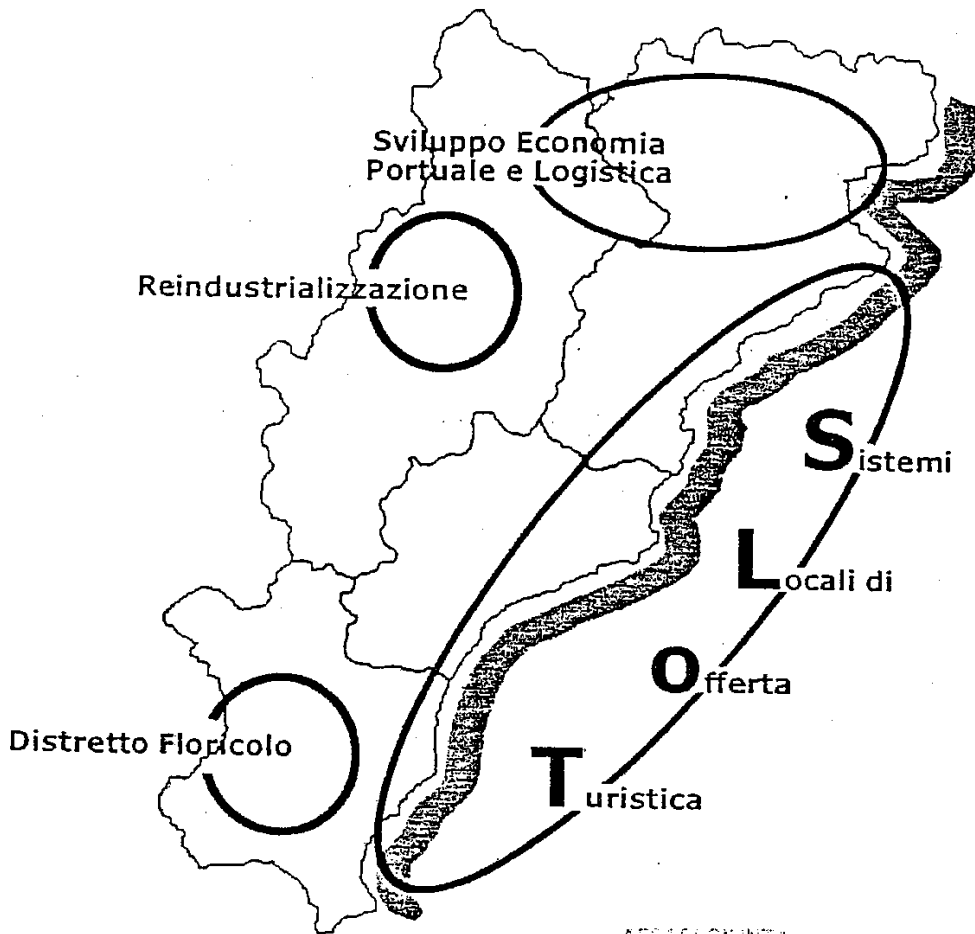 Sviluppo Economia
Portuale e Logistica
Reindustrializzazione
Sistemi
Locali di
Offerta
Distretto Floricolo
Turistica